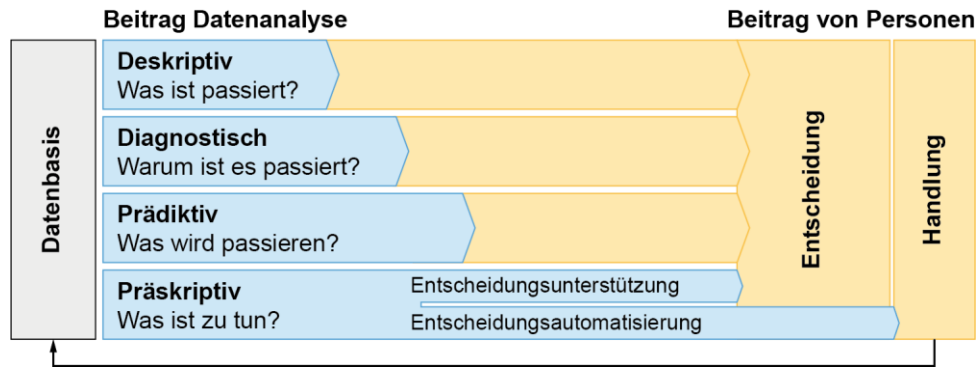 Beitrag Datenanalyse
Beitrag von Personen
Datenbasis
Deskriptiv
Was ist passiert?
Diagnostisch
Warum ist es passiert?
Prädiktiv
Was wird passieren?
Präskriptiv
Was ist zu tun?
Entscheidungsunterstützung
Entscheidungsautomatisierung
Entscheidung
Handlung